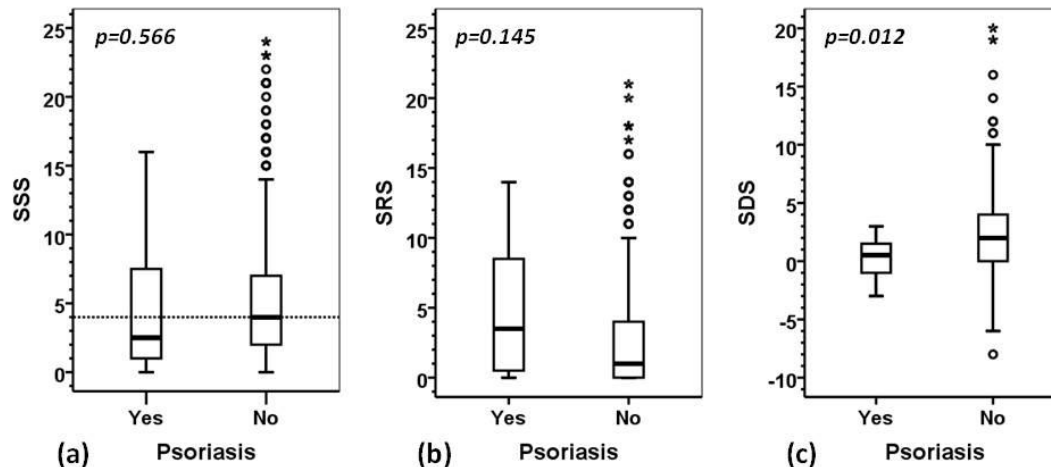 p=0.566
SSS
25
20
15
10
5
0
Yes No
(a) Psoriasis
p=0.145
SRS
25
20
15
10
5
0
Yes No
(b) Psoriasis
p=0.012
SDS
20
15
10
5
0
-5
-10
Yes No
(c) Psoriasis